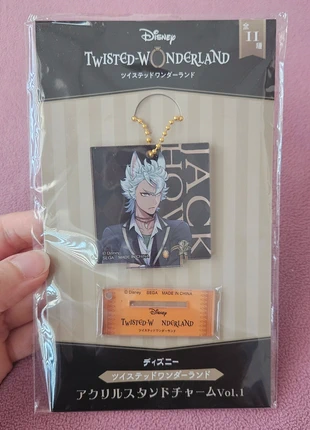 Disney
TWISTED-WONDERLAND
ツイステッドワンダーランド
全11種
JACK
HOW
© Disney
SEGA MADE IN CHINA
© Disney SEGA MADE IN CHINA
Disney
TWISTED-WONDERLAND
ツイステッドワンダーランド
ディズニー
ツイステッドワンダーランド
アクリルスタンドチャームVol.1